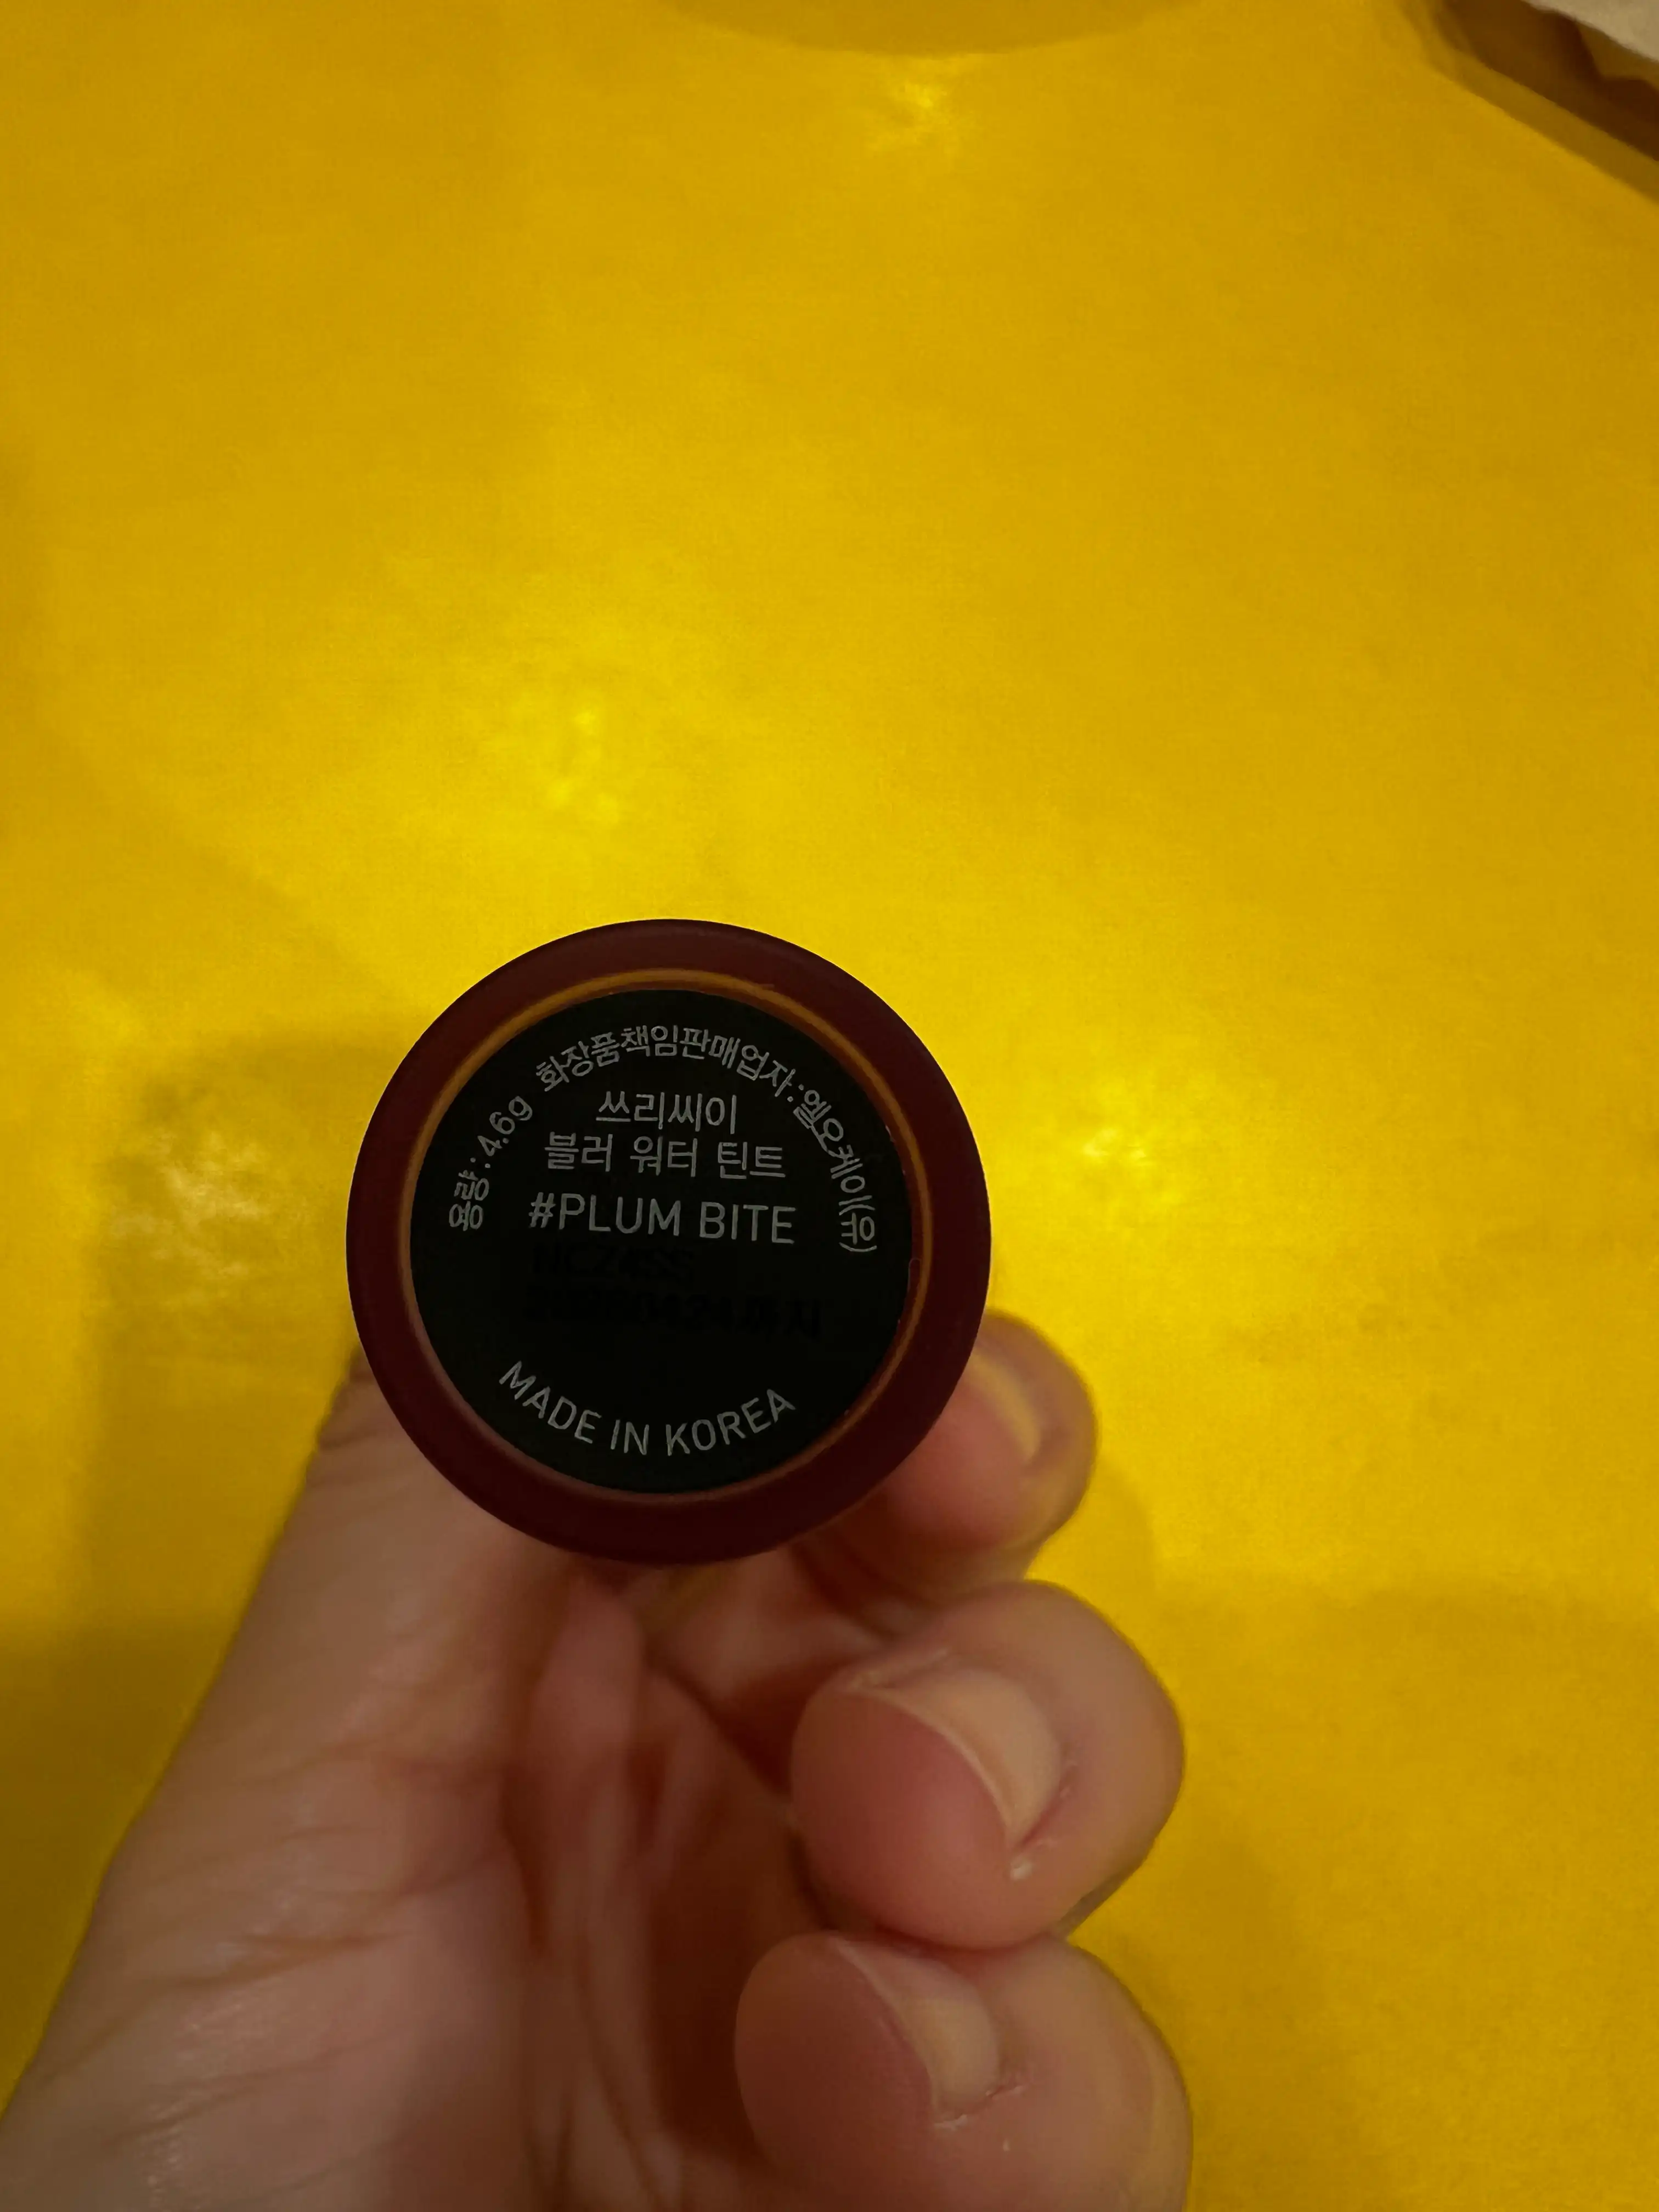 용량 : 4.6g 화장품책임판매업자:엘오케이(유)
쓰리씨이
블러 워터 틴트
#PLUM BITE
MADE IN KOREA